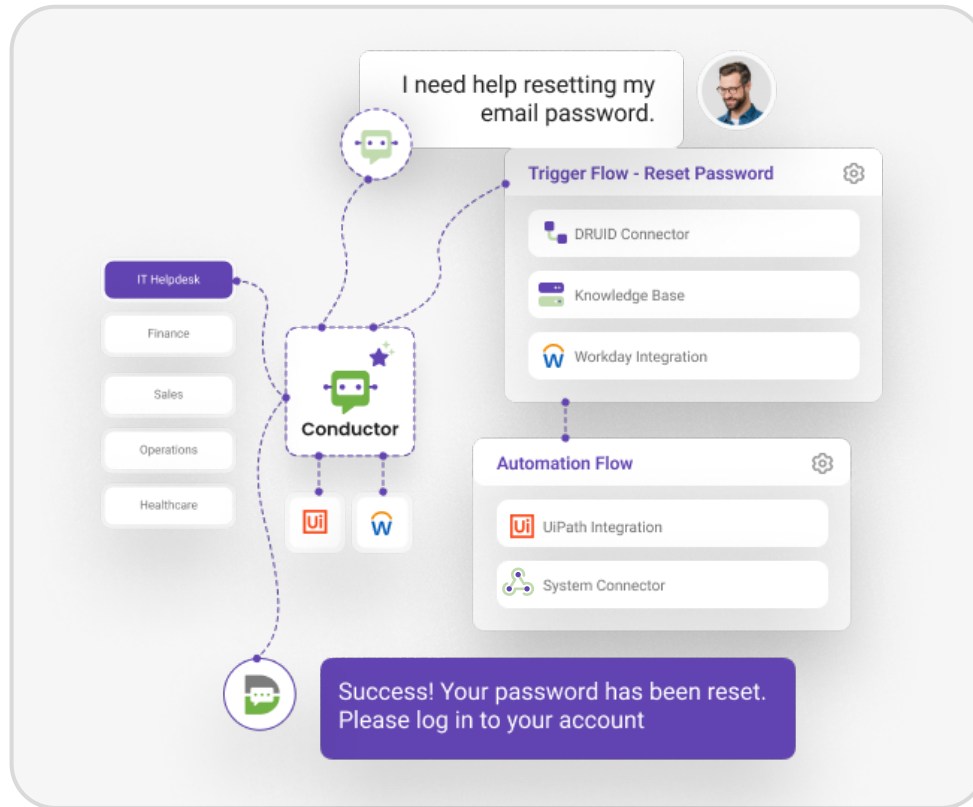 I need help resetting my
email password.
Trigger Flow - Reset Password
DRUID Connector
Knowledge Base
Workday Integration
IT Helpdesk
Finance
Sales
Operations
Healthcare
Conductor
Ui
W
Automation Flow
Ui
UiPath Integration
System Connector
Success! Your password has been reset.
Please log in to your account